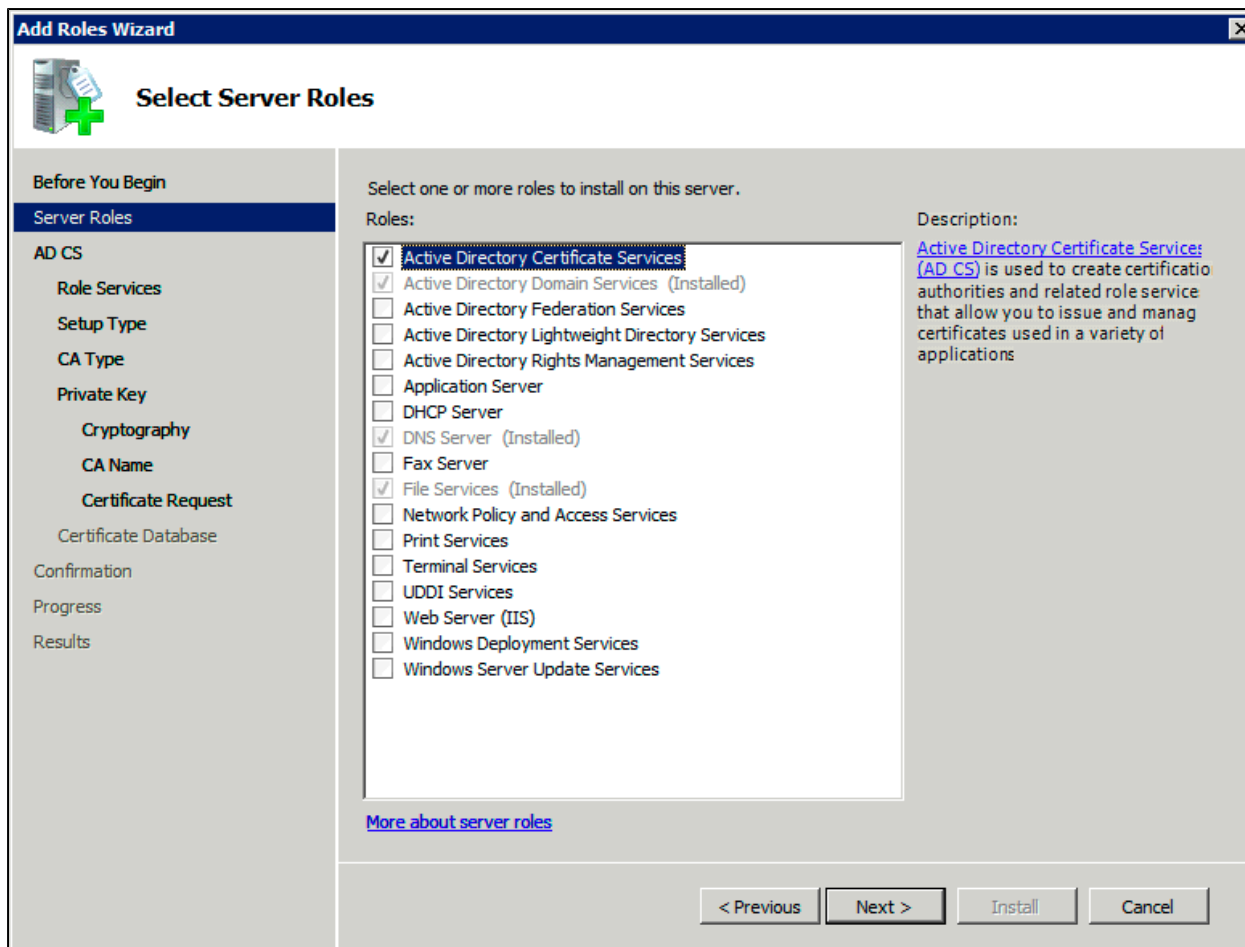 Add Roles Wizard
Select Server Roles
Before You Begin
Server Roles
AD CS
Role Services
Setup Type
CA Type
Private Key
Cryptography
CA Name
Certificate Request
Certificate Database
Confirmation
Progress
Results
Select one or more roles to install on this server.
Roles:
Active Directory Certificate Services
Active Directory Domain Services (Installed)
Active Directory Federation Services
Active Directory Lightweight Directory Services
Active Directory Rights Management Services
Application Server
DHCP Server
DNS Server (Installed)
Fax Server
File Services (Installed)
Network Policy and Access Services
Print Services
Terminal Services
UDDI Services
Web Server (IIS)
Windows Deployment Services
Windows Server Update Services
More about server roles
Description:
Active Directory Certificate Services
(AD CS) is used to create certificatio
authorities and related role service
that allow you to issue and manag
certificates used in a variety of
applications
< Previous
Next >
Install
Cancel